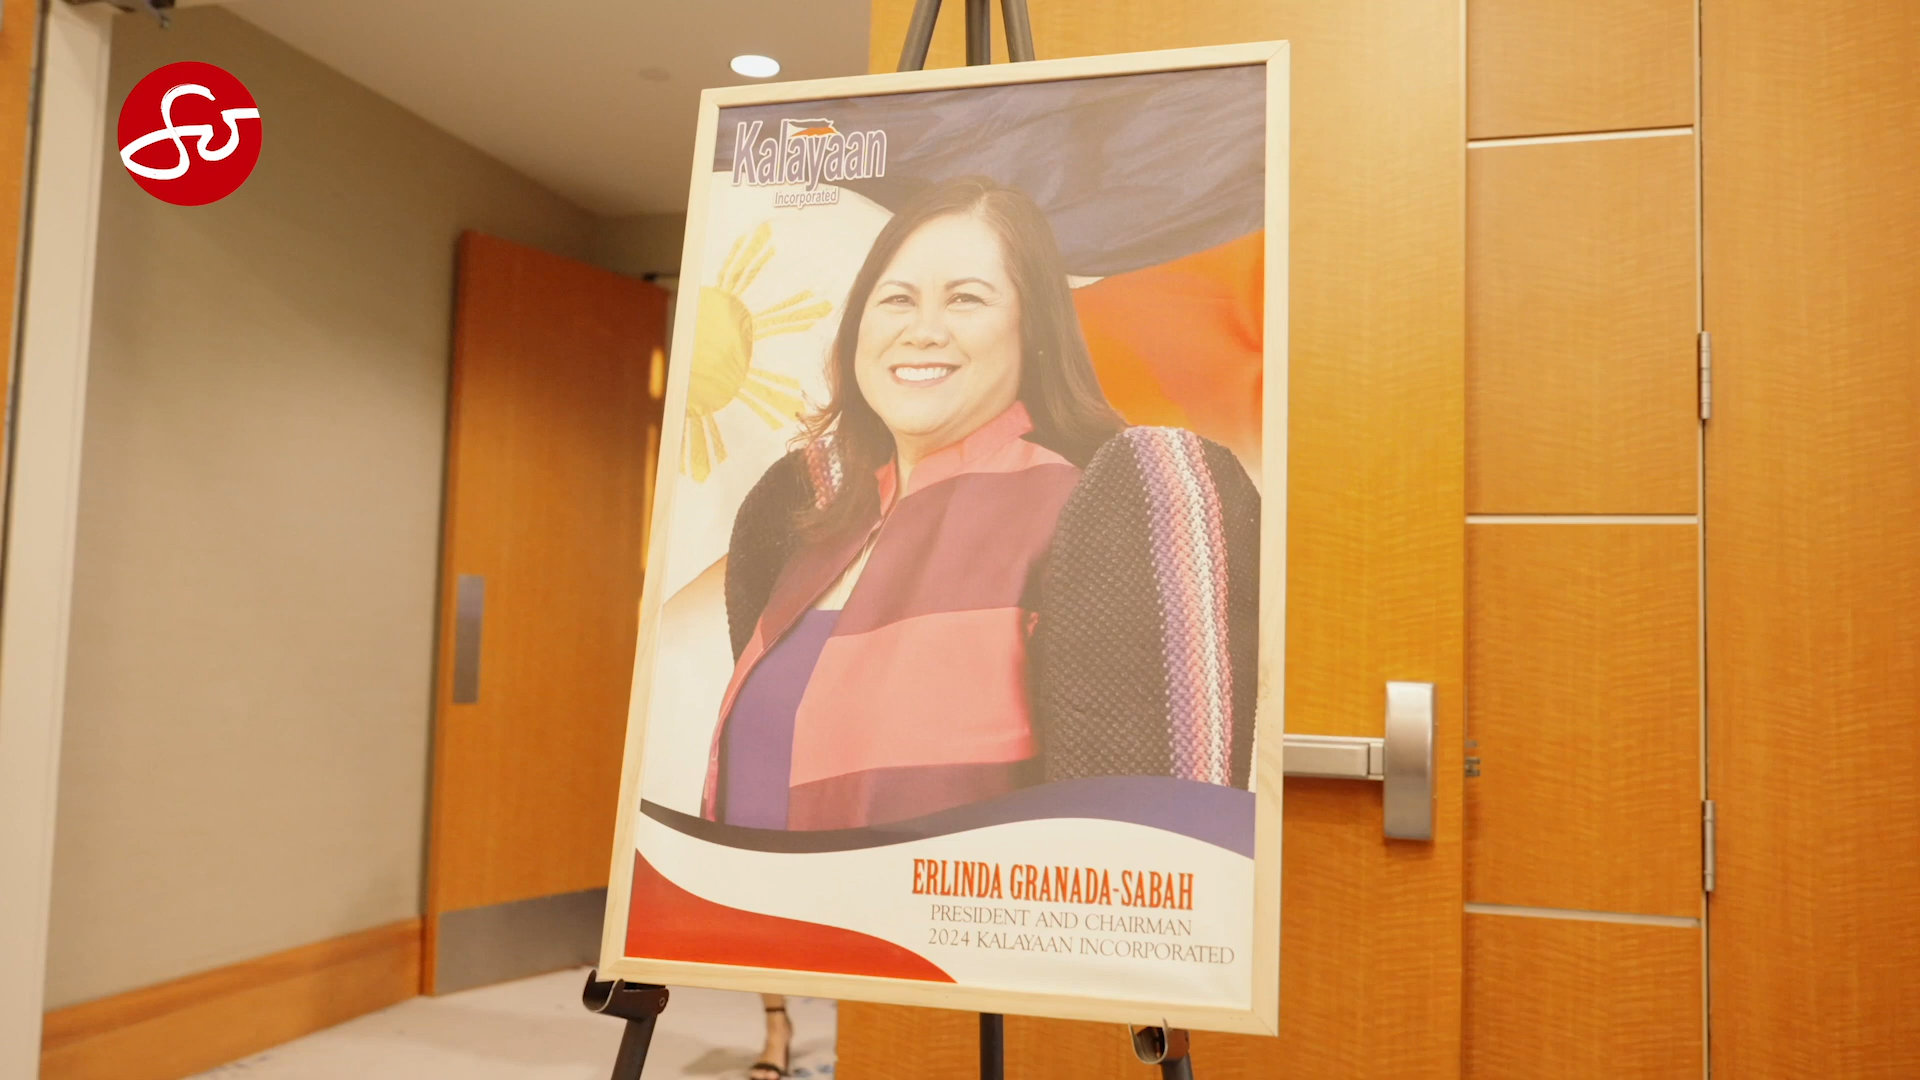 Kalayaan
Incorporated
ERLINDA GRANADA-SABAH
PRESIDENT AND CHAIRMAN
2024 KALAYAAN INCORPORATED